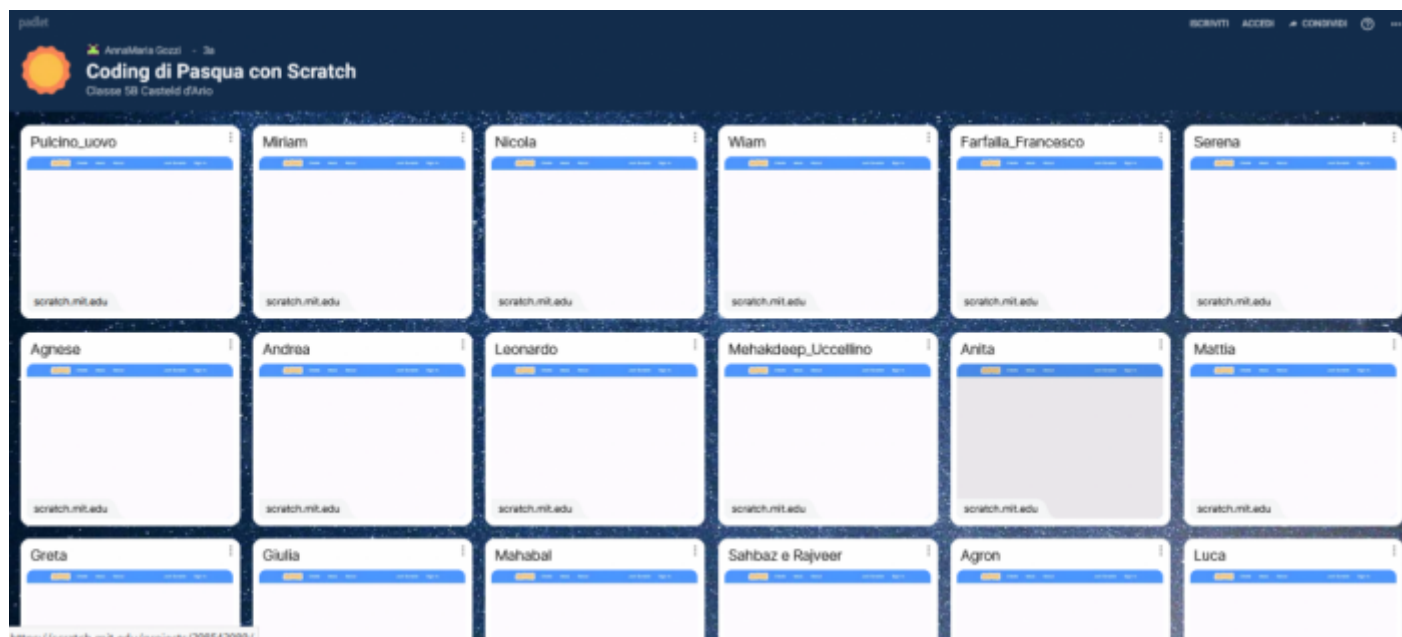 padlet
ISCRIVITI ACCEDI CONDIVIDI
AnnaMaria Gozzi - 3a
Coding di Pasqua con Scratch
Classe 5B Casteld d'Ario
Pulcino_uovo
Miriam
Nicola
Wiam
Farfalla_Francesco
Serena
scratch.mit.edu
scratch.mit.edu
scratch.mit.edu
scratch.mit.edu
scratch.mit.edu
scratch.mit.edu
Agnese
Andrea
Leonardo
Mehakdeep_Uccellino
Anita
Mattia
scratch.mit.edu
scratch.mit.edu
scratch.mit.edu
scratch.mit.edu
scratch.mit.edu
scratch.mit.edu
Greta
Giulia
Mahabal
Sahbaz e Rajveer
Agron
Luca